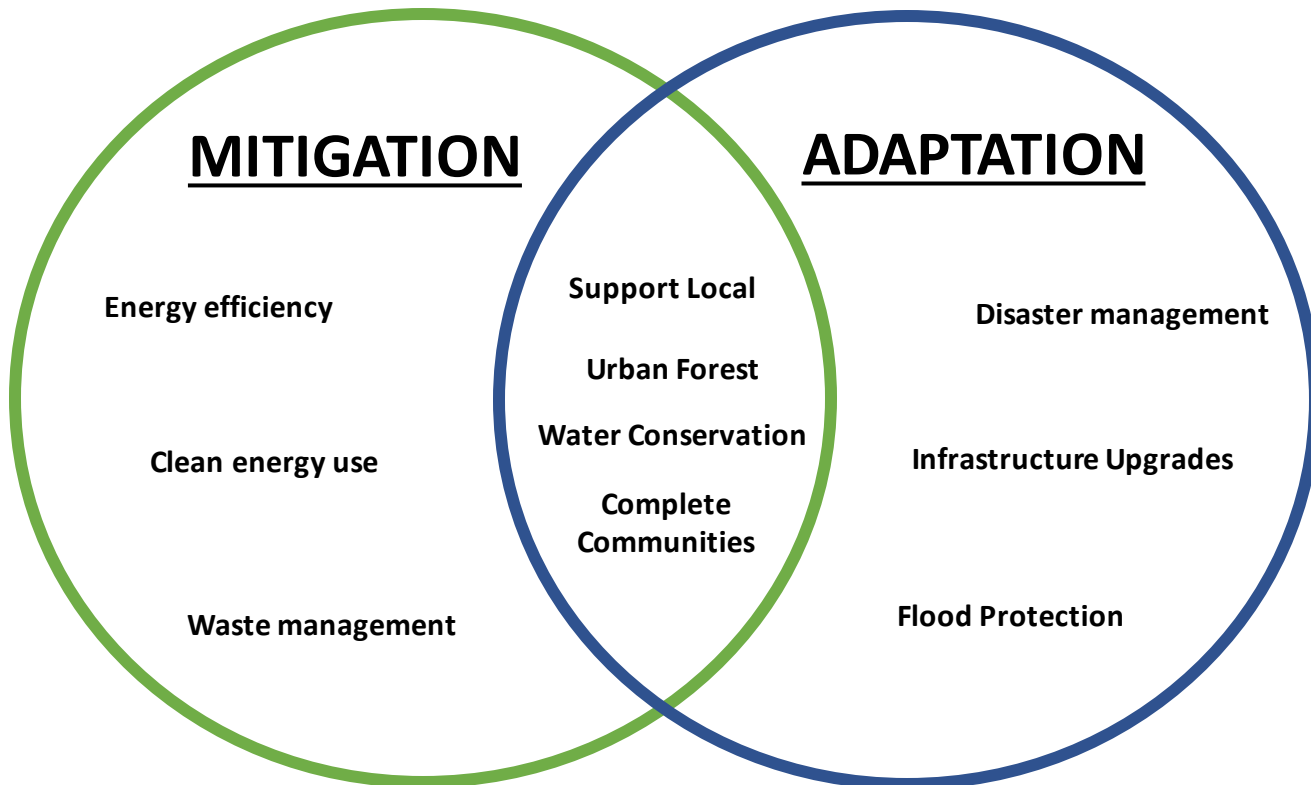 MITIGATION
Energy efficiency
Clean energy use
Waste management
Support Local
Urban Forest
Water Conservation
Complete
Communities
ADAPTATION
Disaster management
Infrastructure Upgrades
Flood Protection